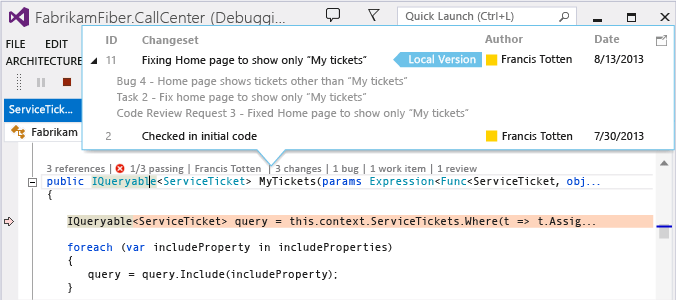 FabrikamFiber.CallCenter (Debuggi...
Quick Launch (Ctrl+L)
FILE EDIT
ARCHITECTURE
ID Changeset Author Date
11 Fixing Home page to show only "My tickets" Local Version Francis Totten 8/13/2013
Bug 4 - Home page shows tickets other than "My tickets"
Task 2 - Fix home page to show only "My tickets"
Code Review Request 3 - Fixed Home page to show only "My tickets"
2 Checked in initial code Francis Totten 7/30/2013
ServiceTick...
Fabrikam
3 references | 1/3 passing | Francis Totten | 3 changes | 1 bug | 1 work item | 1 review
public IQueryable<ServiceTicket> MyTickets(params Expression<Func<ServiceTicket, obj...
{
IQueryable<ServiceTicket> query = this.context.ServiceTickets.Where(t => t.Assig...
foreach (var includeProperty in includeProperties)
{
query = query.Include(includeProperty);
}